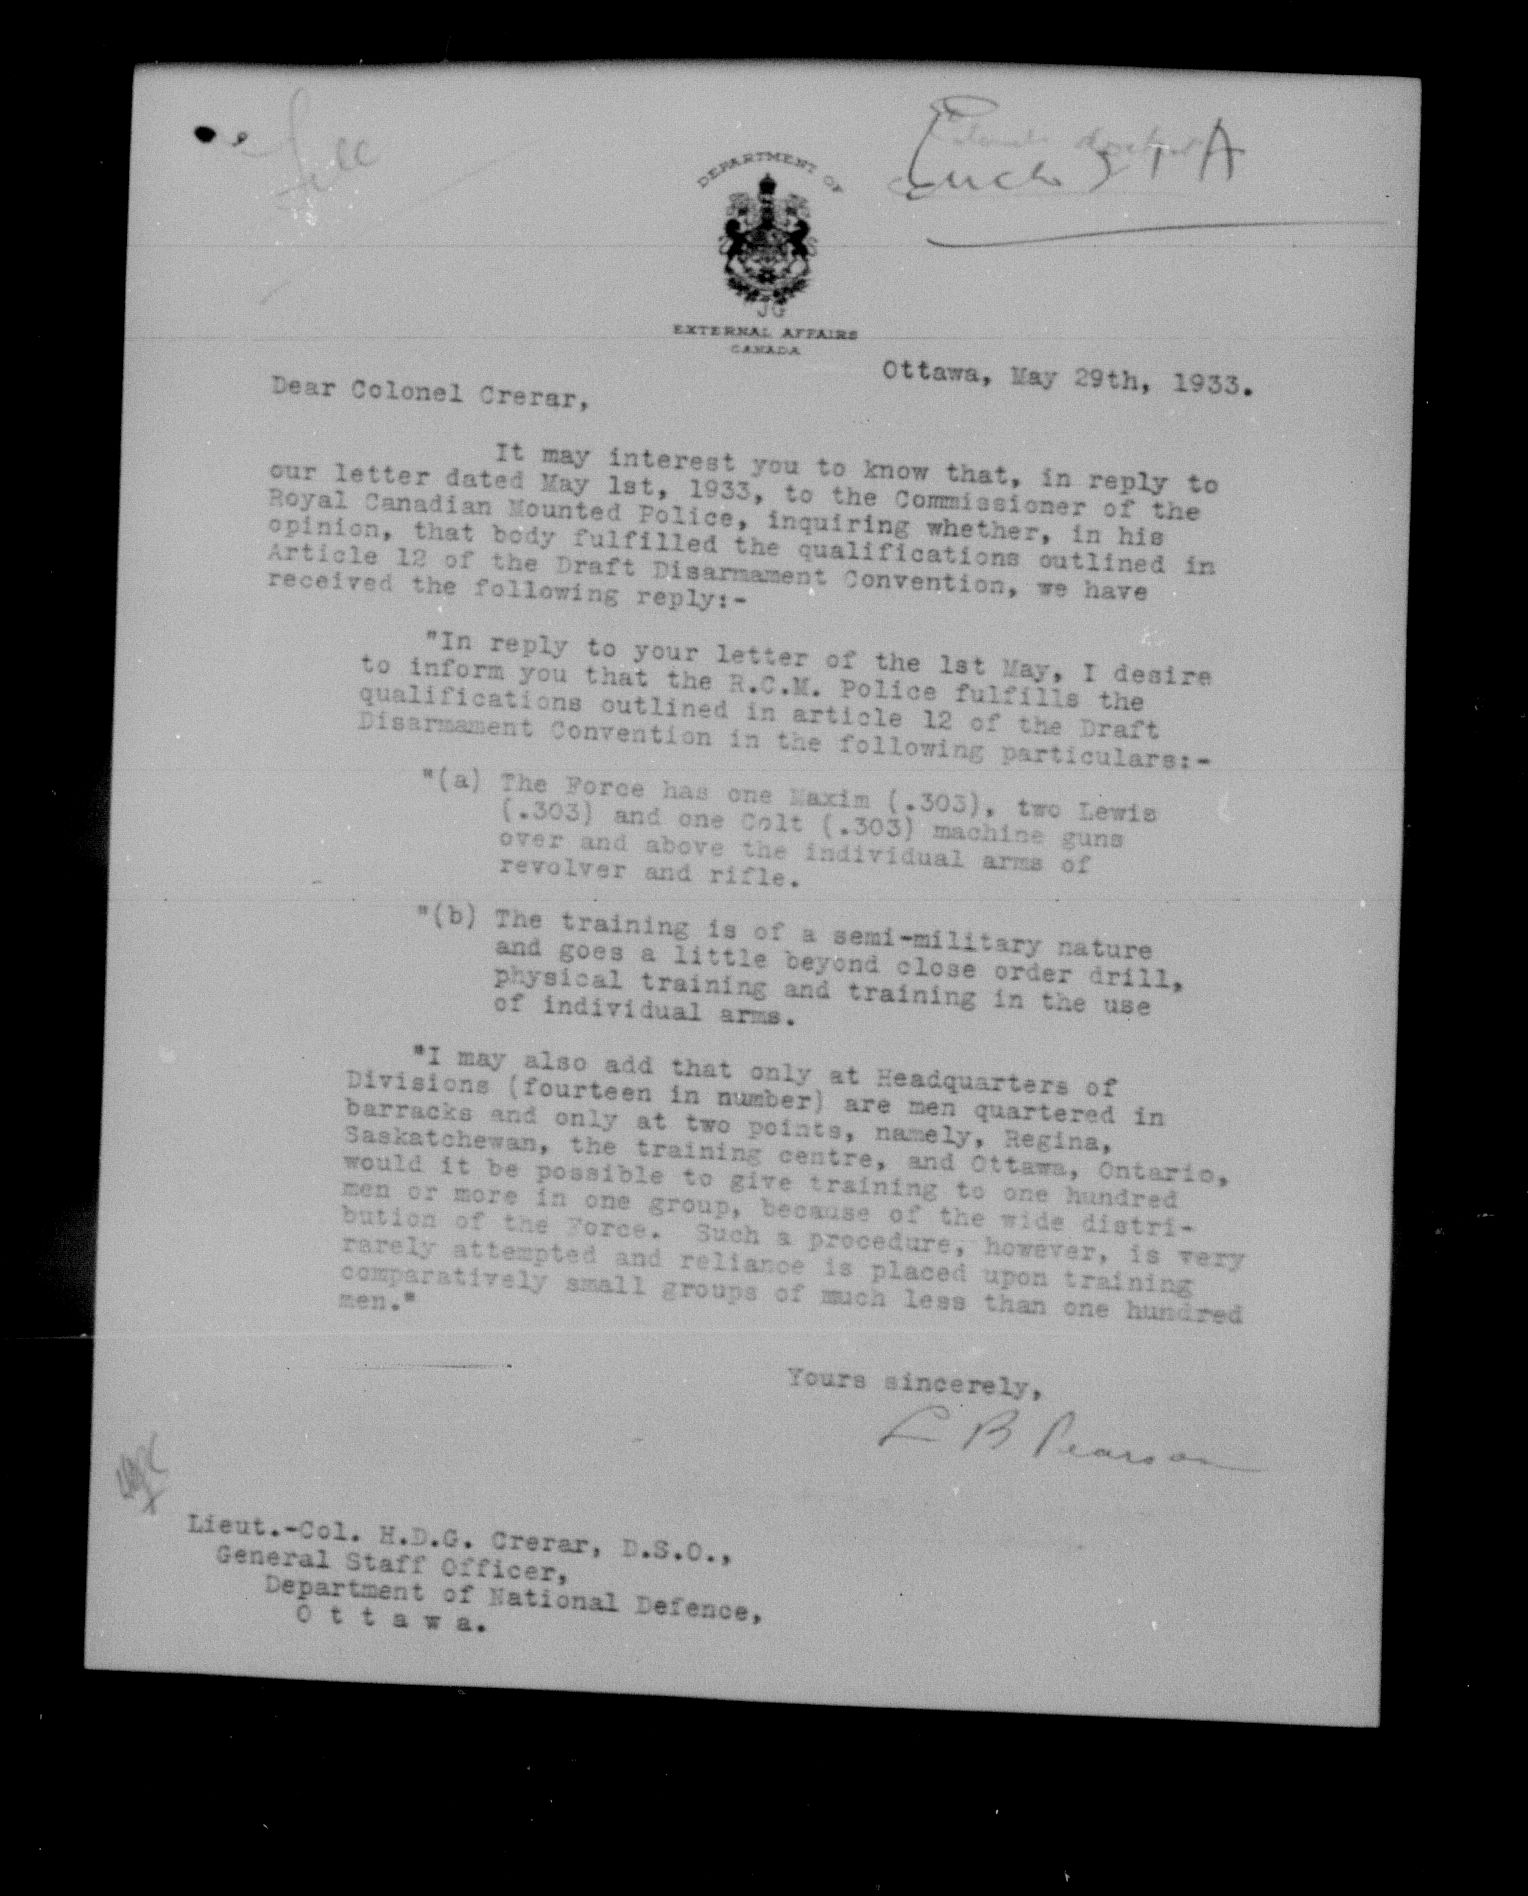 DEPARTMENT OF
JG
EXTERNAL AFFAIRS
CANADA
Ottawa, May 29th, 1933.
Dear Colonel Crerar,
It may interest you to know that, in reply to
our letter dated May 1st, 1933, to the Commissioner of the
Royal Canadian Mounted Police, inquiring whether, in his
opinion, that body fulfilled the qualifications outlined in
Article 12 of the Draft Disarmament Convention, we have
received the following reply:-
"In reply to your letter of the 1st May, I desire
to inform you that the R.C.M. Police fulfills the
qualifications outlined in article 12 of the Draft
Disarmament Convention in the following particulars:-
"(a) The Force has one Maxim (.303), two Lewis
(.303) and one Colt (.303) machine guns
over and above the individual arms of
revolver and rifle.
"(b) The training is of a semi-military nature
and goes a little beyond close order drill,
physical training and training in the use
of individual arms.
"I may also add that only at Headquarters of
Divisions (fourteen in number) are men quartered in
barracks and only at two points, namely, Regina,
Saskatchewan, the training centre, and Ottawa, Ontario,
would it be possible to give training to one hundred
men or more in one group, because of the wide distri-
bution of the Force. Such a procedure, however, is very
rarely attempted and reliance is placed upon training
comparatively small groups of much less than one hundred
men."
Yours sincerely,
L B Pearson
Lieut.-Col. H.D.G. Crerar, D.S.O.,
General Staff Officer,
Department of National Defence,
O t t a w a.